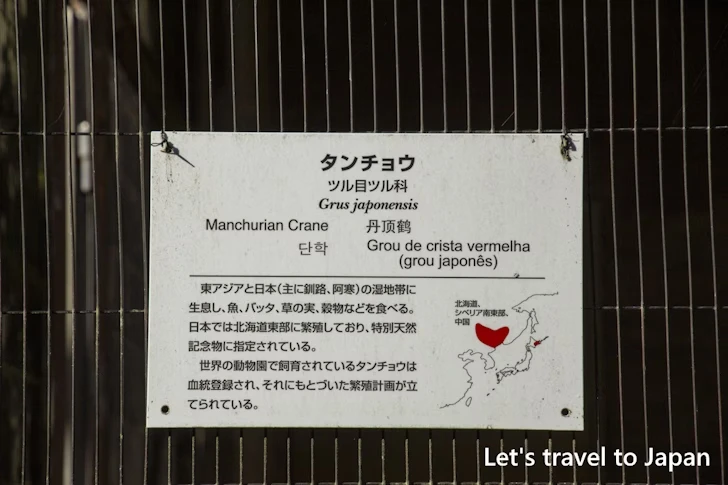 タンチョウ
ツル目ツル科
Grus japonensis
Manchurian Crane 丹顶鹤
단학 Grou de crista vermelha
(grou japonês)
東アジアと日本(主に釧路、阿寒)の湿地帯に
生息し、魚、バッタ、草の実、穀物などを食べる。
日本では北海道東部に繁殖しており、特別天然
記念物に指定されている。
世界の動物園で飼育されているタンチョウは
血統登録され、それにもとづいた繁殖計画が立
てられている。
北海道、
シベリア南東部、
中国
Let's travel to Japan